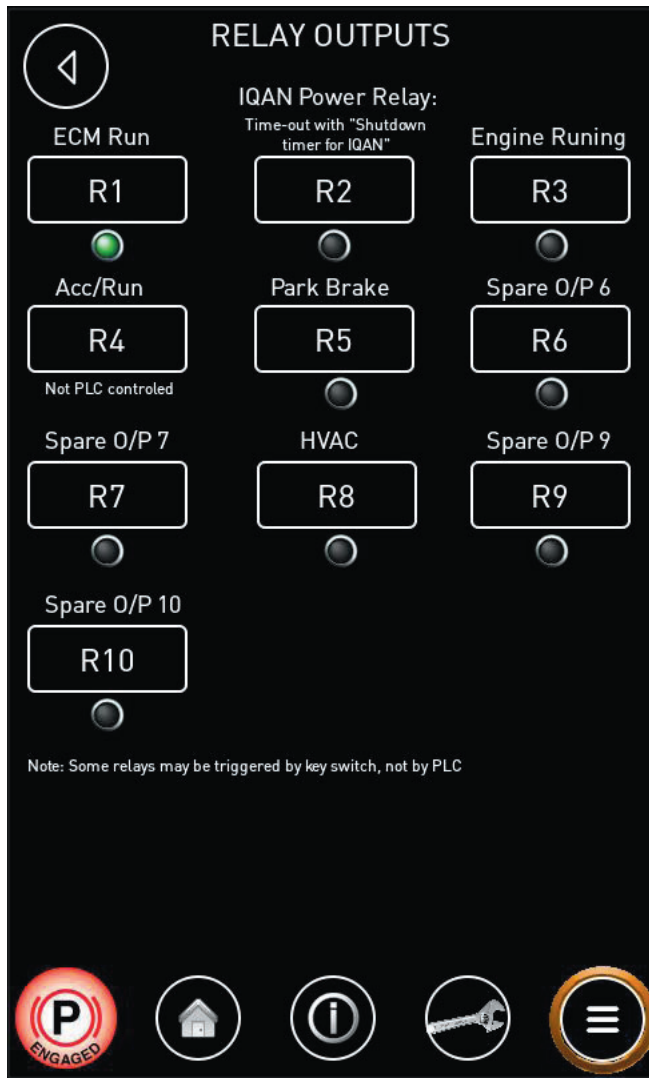 RELAY OUTPUTS
IQAN Power Relay:
Time-out with "Shutdown
timer for IQAN"
ECM Run
Engine Runing
R1
R2
R3
Acc/Run
Park Brake
Spare O/P 6
R4
R5
R6
Not PLC controled
Spare O/P 7
HVAC
Spare O/P 9
R7
R8
R9
Spare O/P 10
R10
Note: Some relays may be triggered by key switch, not by PLC
P
ENGAGED
i